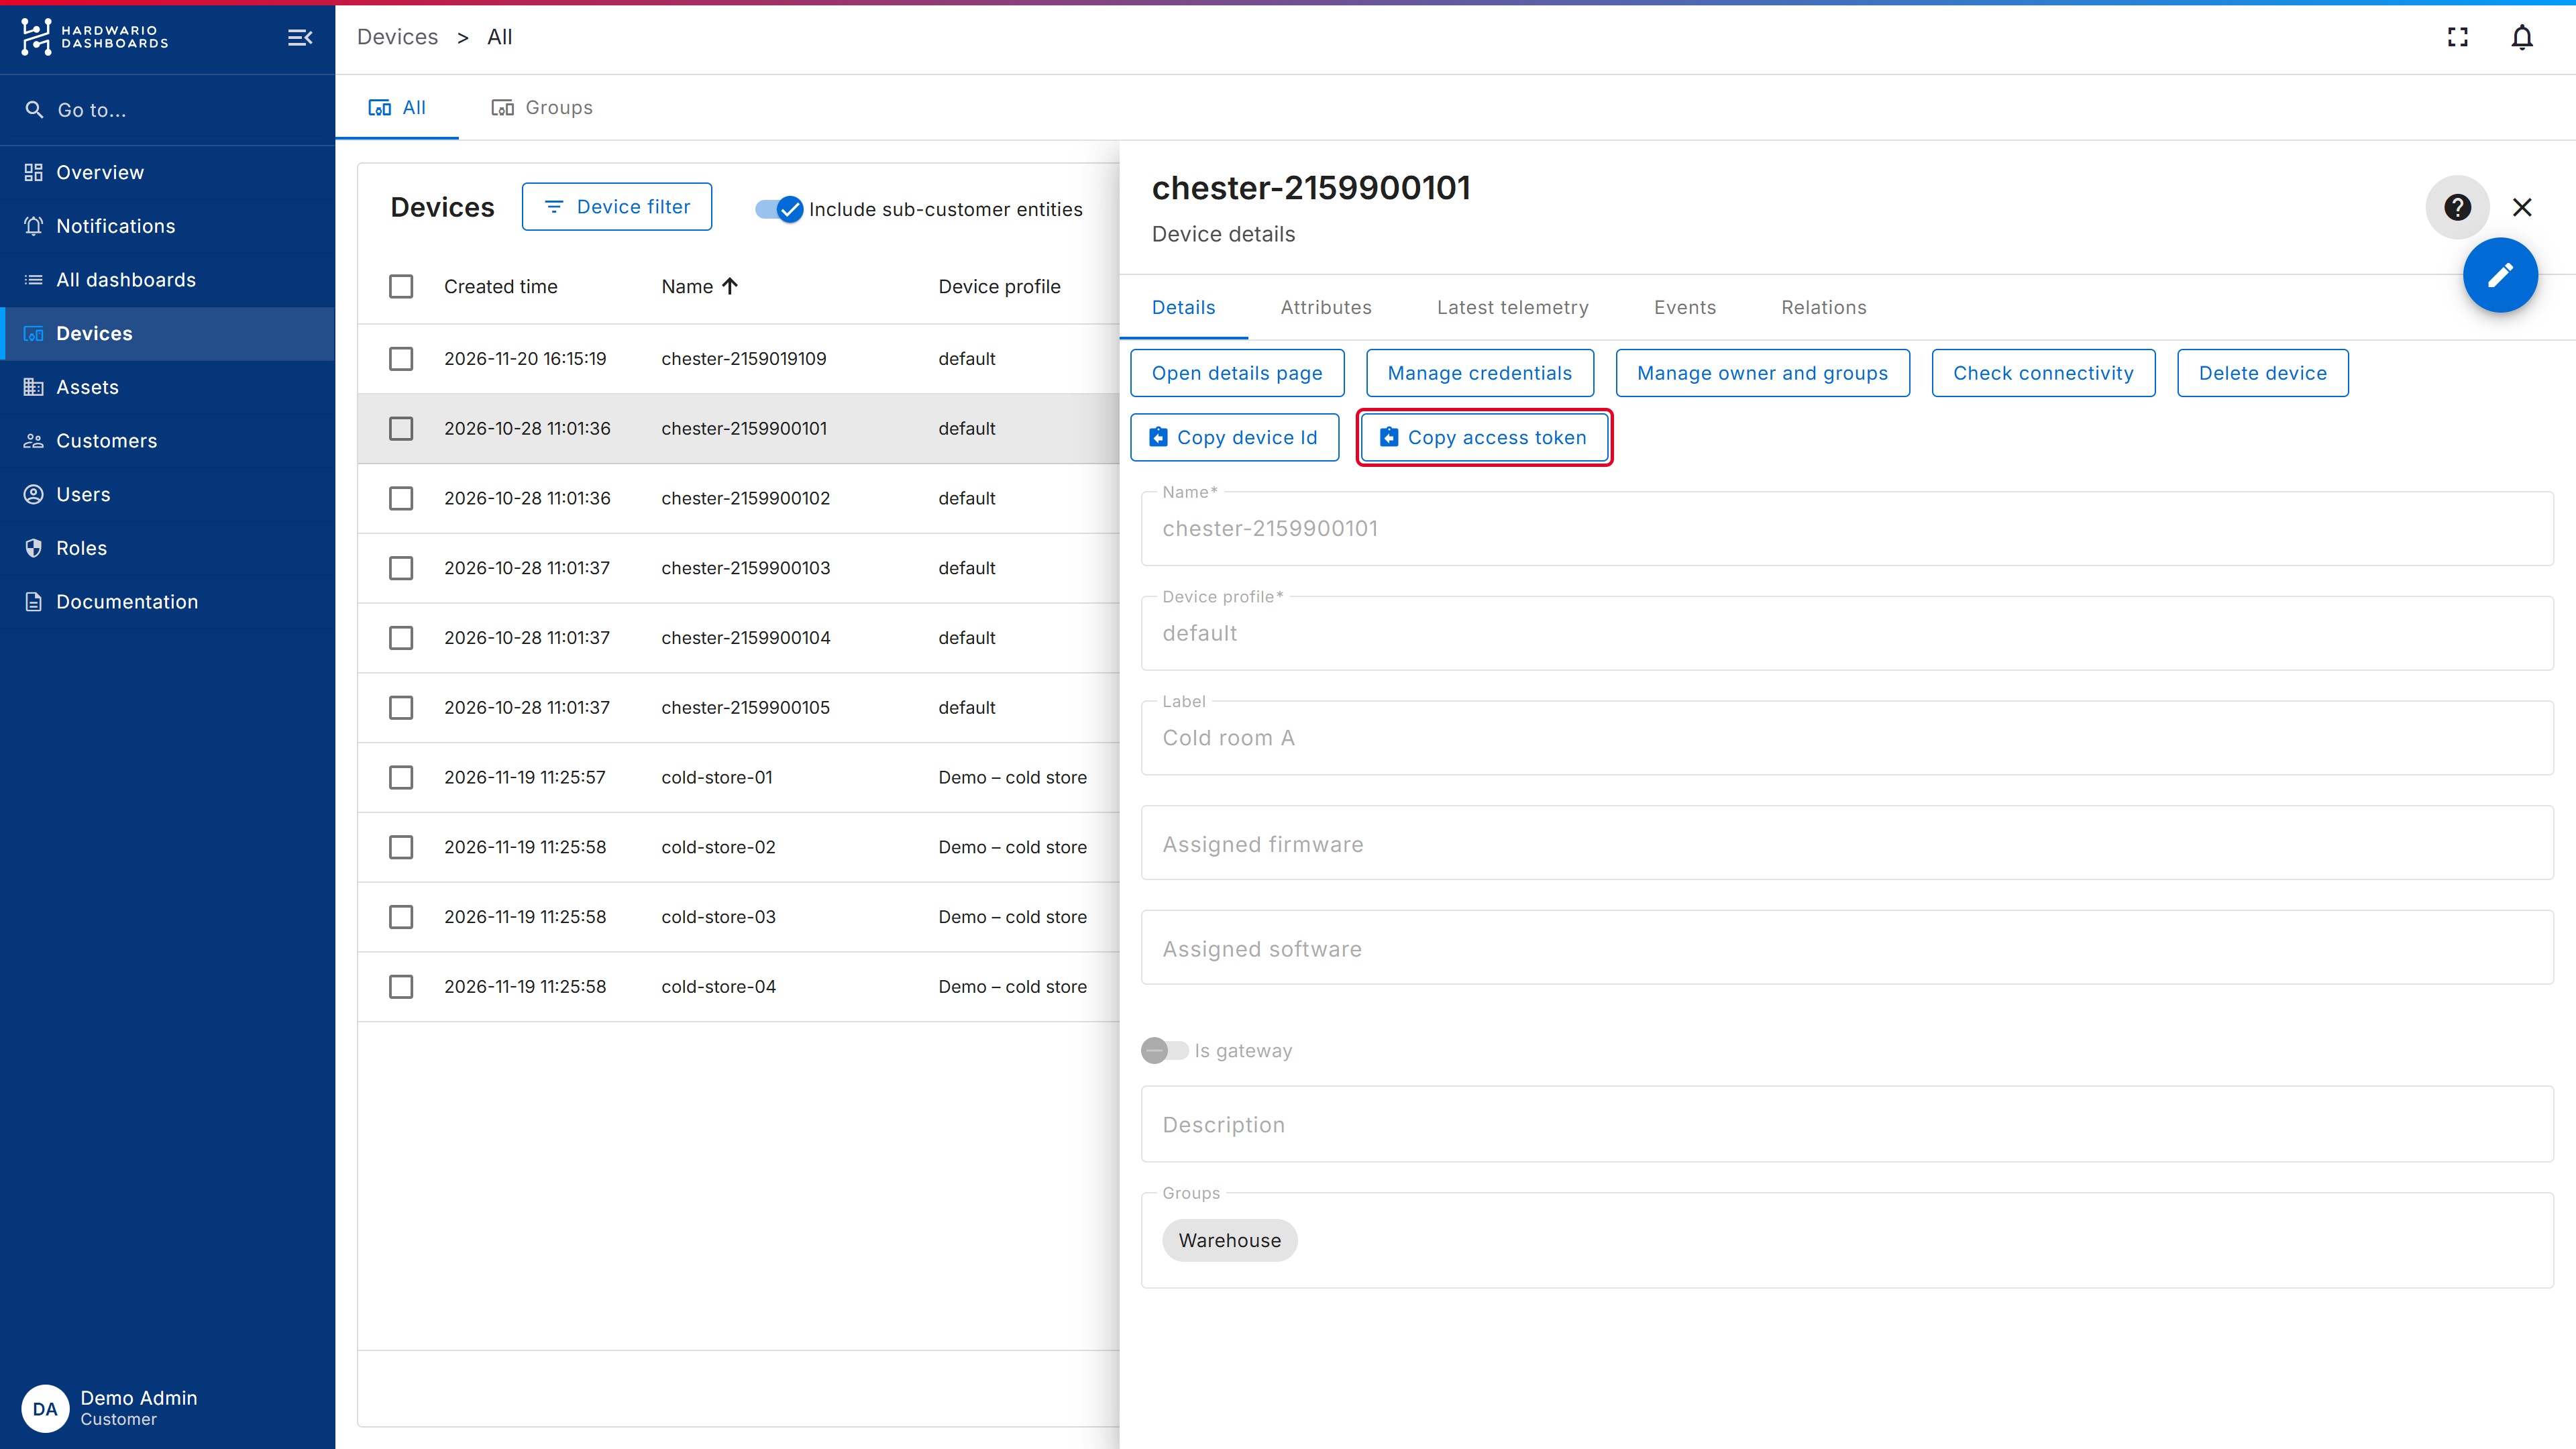 HARDWARIO
DASHBOARDS
Go to...
Overview
Notifications
All dashboards
Devices
Assets
Customers
Users
Roles
Documentation
DA
Demo Admin
Customer
Devices > All
All
Groups
Devices
Device filter
Include sub-customer entities
Created time Name Device profile
2026-11-20 16:15:19 chester-2159019109 default
2026-10-28 11:01:36 chester-2159900101 default
2026-10-28 11:01:36 chester-2159900102 default
2026-10-28 11:01:37 chester-2159900103 default
2026-10-28 11:01:37 chester-2159900104 default
2026-10-28 11:01:37 chester-2159900105 default
2026-11-19 11:25:57 cold-store-01 Demo – cold store
2026-11-19 11:25:58 cold-store-02 Demo – cold store
2026-11-19 11:25:58 cold-store-03 Demo – cold store
2026-11-19 11:25:58 cold-store-04 Demo – cold store
chester-2159900101
Device details
Details Attributes Latest telemetry Events Relations
Open details page Manage credentials Manage owner and groups Check connectivity Delete device
Copy device Id Copy access token
Name*
chester-2159900101
Device profile*
default
Label
Cold room A
Assigned firmware
Assigned software
Is gateway
Description
Groups
Warehouse